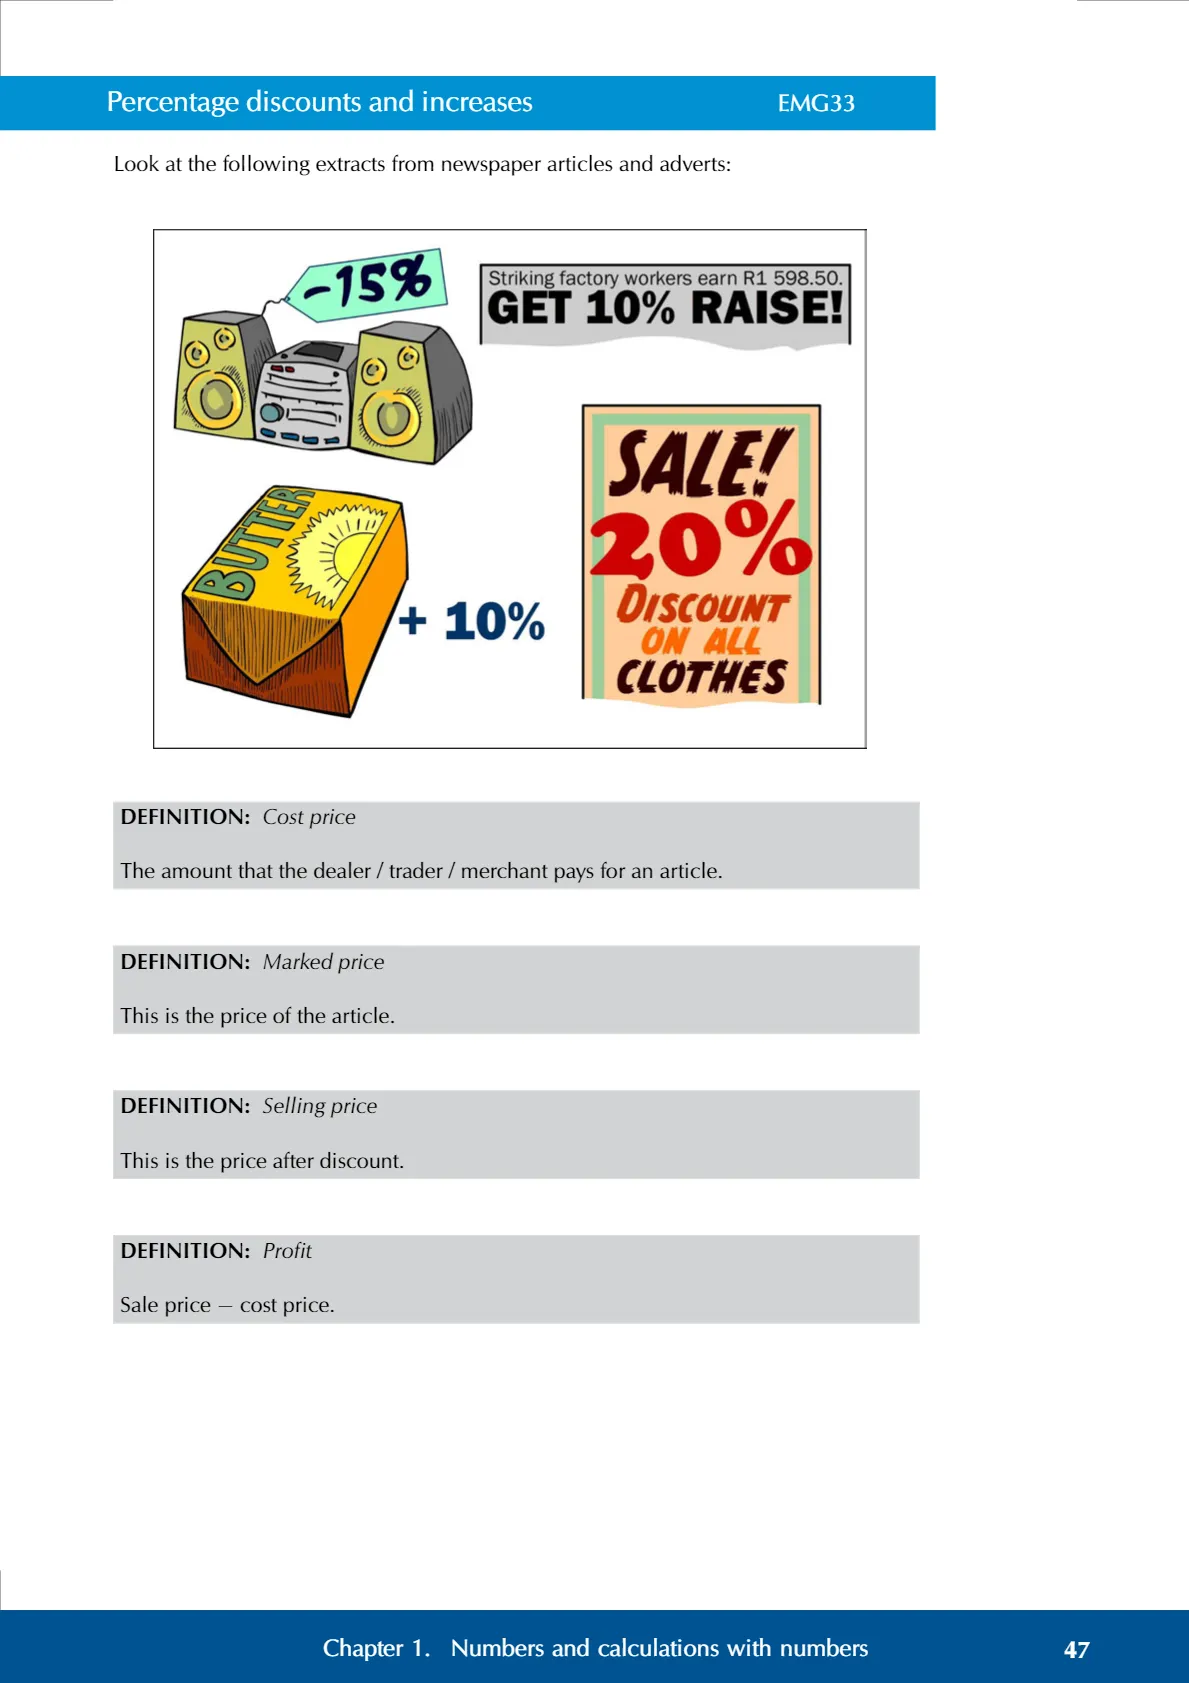 Percentage discounts and increases EMG33
Look at the following extracts from newspaper articles and adverts:
-15%
Striking factory workers earn R1 598.50.
GET 10% RAISE!
SALE!
20%
DISCOUNT
ON ALL
CLOTHES
BUTTER
+ 10%
DEFINITION: Cost price
The amount that the dealer / trader / merchant pays for an article.
DEFINITION: Marked price
This is the price of the article.
DEFINITION: Selling price
This is the price after discount.
DEFINITION: Profit
Sale price − cost price.
Chapter 1. Numbers and calculations with numbers 47